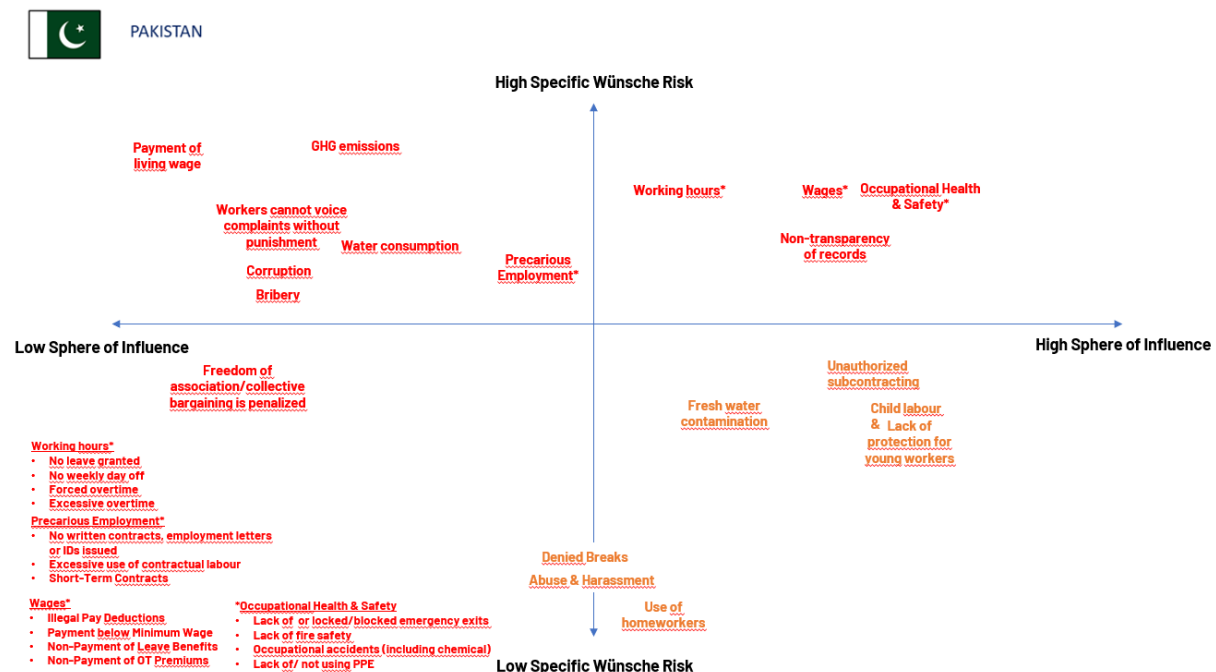 PAKISTAN
High Specific Wünsche Risk
Payment of
living wage
GHG emissions
Working hours*
Wages*
Occupational Health
& Safety*
Workers cannot voice
complaints without
punishment
Water consumption
Non-transparency
of records
Precarious
Employment*
Corruption
Bribery
Low Sphere of Influence
High Sphere of Influence
Freedom of
association/collective
bargaining is penalized
Unauthorized
subcontracting
Fresh water
contamination
Child labour
& Lack of
protection for
young workers
Working hours*
• No leave granted
• No weekly day off
• Forced overtime
• Excessive overtime
Precarious Employment*
• No written contracts, employment letters
or IDs issued
• Excessive use of contractual labour
• Short-Term Contracts
Denied Breaks
Abuse & Harassment
Use of
homeworkers
Wages*
• Illegal Pay Deductions
• Payment below Minimum Wage
• Non-Payment of Leave Benefits
• Non-Payment of OT Premiums
*Occupational Health & Safety
• Lack of or locked/blocked emergency exits
• Lack of fire safety
• Occupational accidents (including chemical)
• Lack of/ not using PPE
Low Specific Wünsche Risk